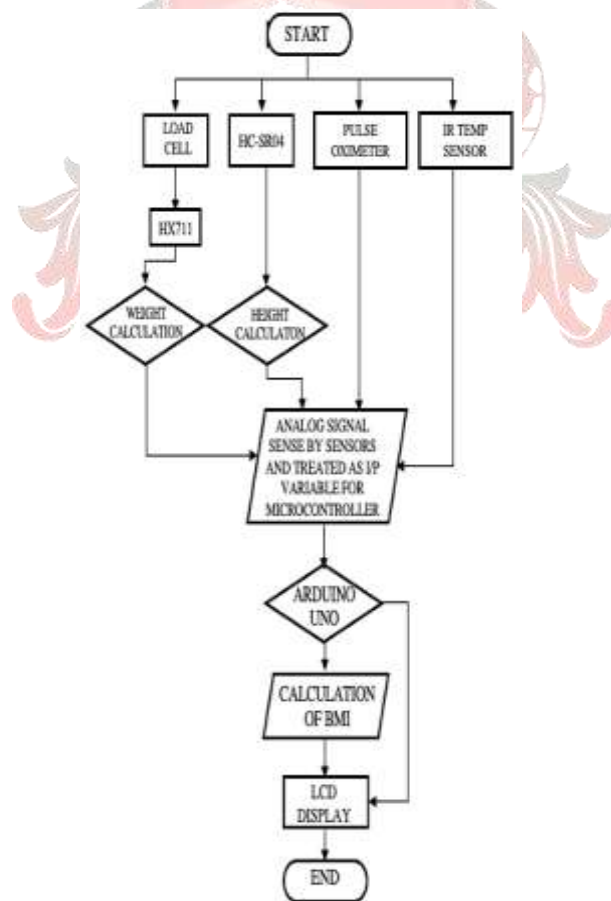 START
LOAD
CELL
HC-SR04
PULSE
OXIMETER
IR TEMP
SENSOR
HX711
WEIGHT
CALCULATION
HEIGHT
CALCULATON
ANALOG SIGNAL
SENSE BY SENSORS
AND TREATED AS I/P
VARIABLE FOR
MICROCONTROLLER
ARDUINO
UNO
CALCULATION
OF BMI
LCD
DISPLAY
END